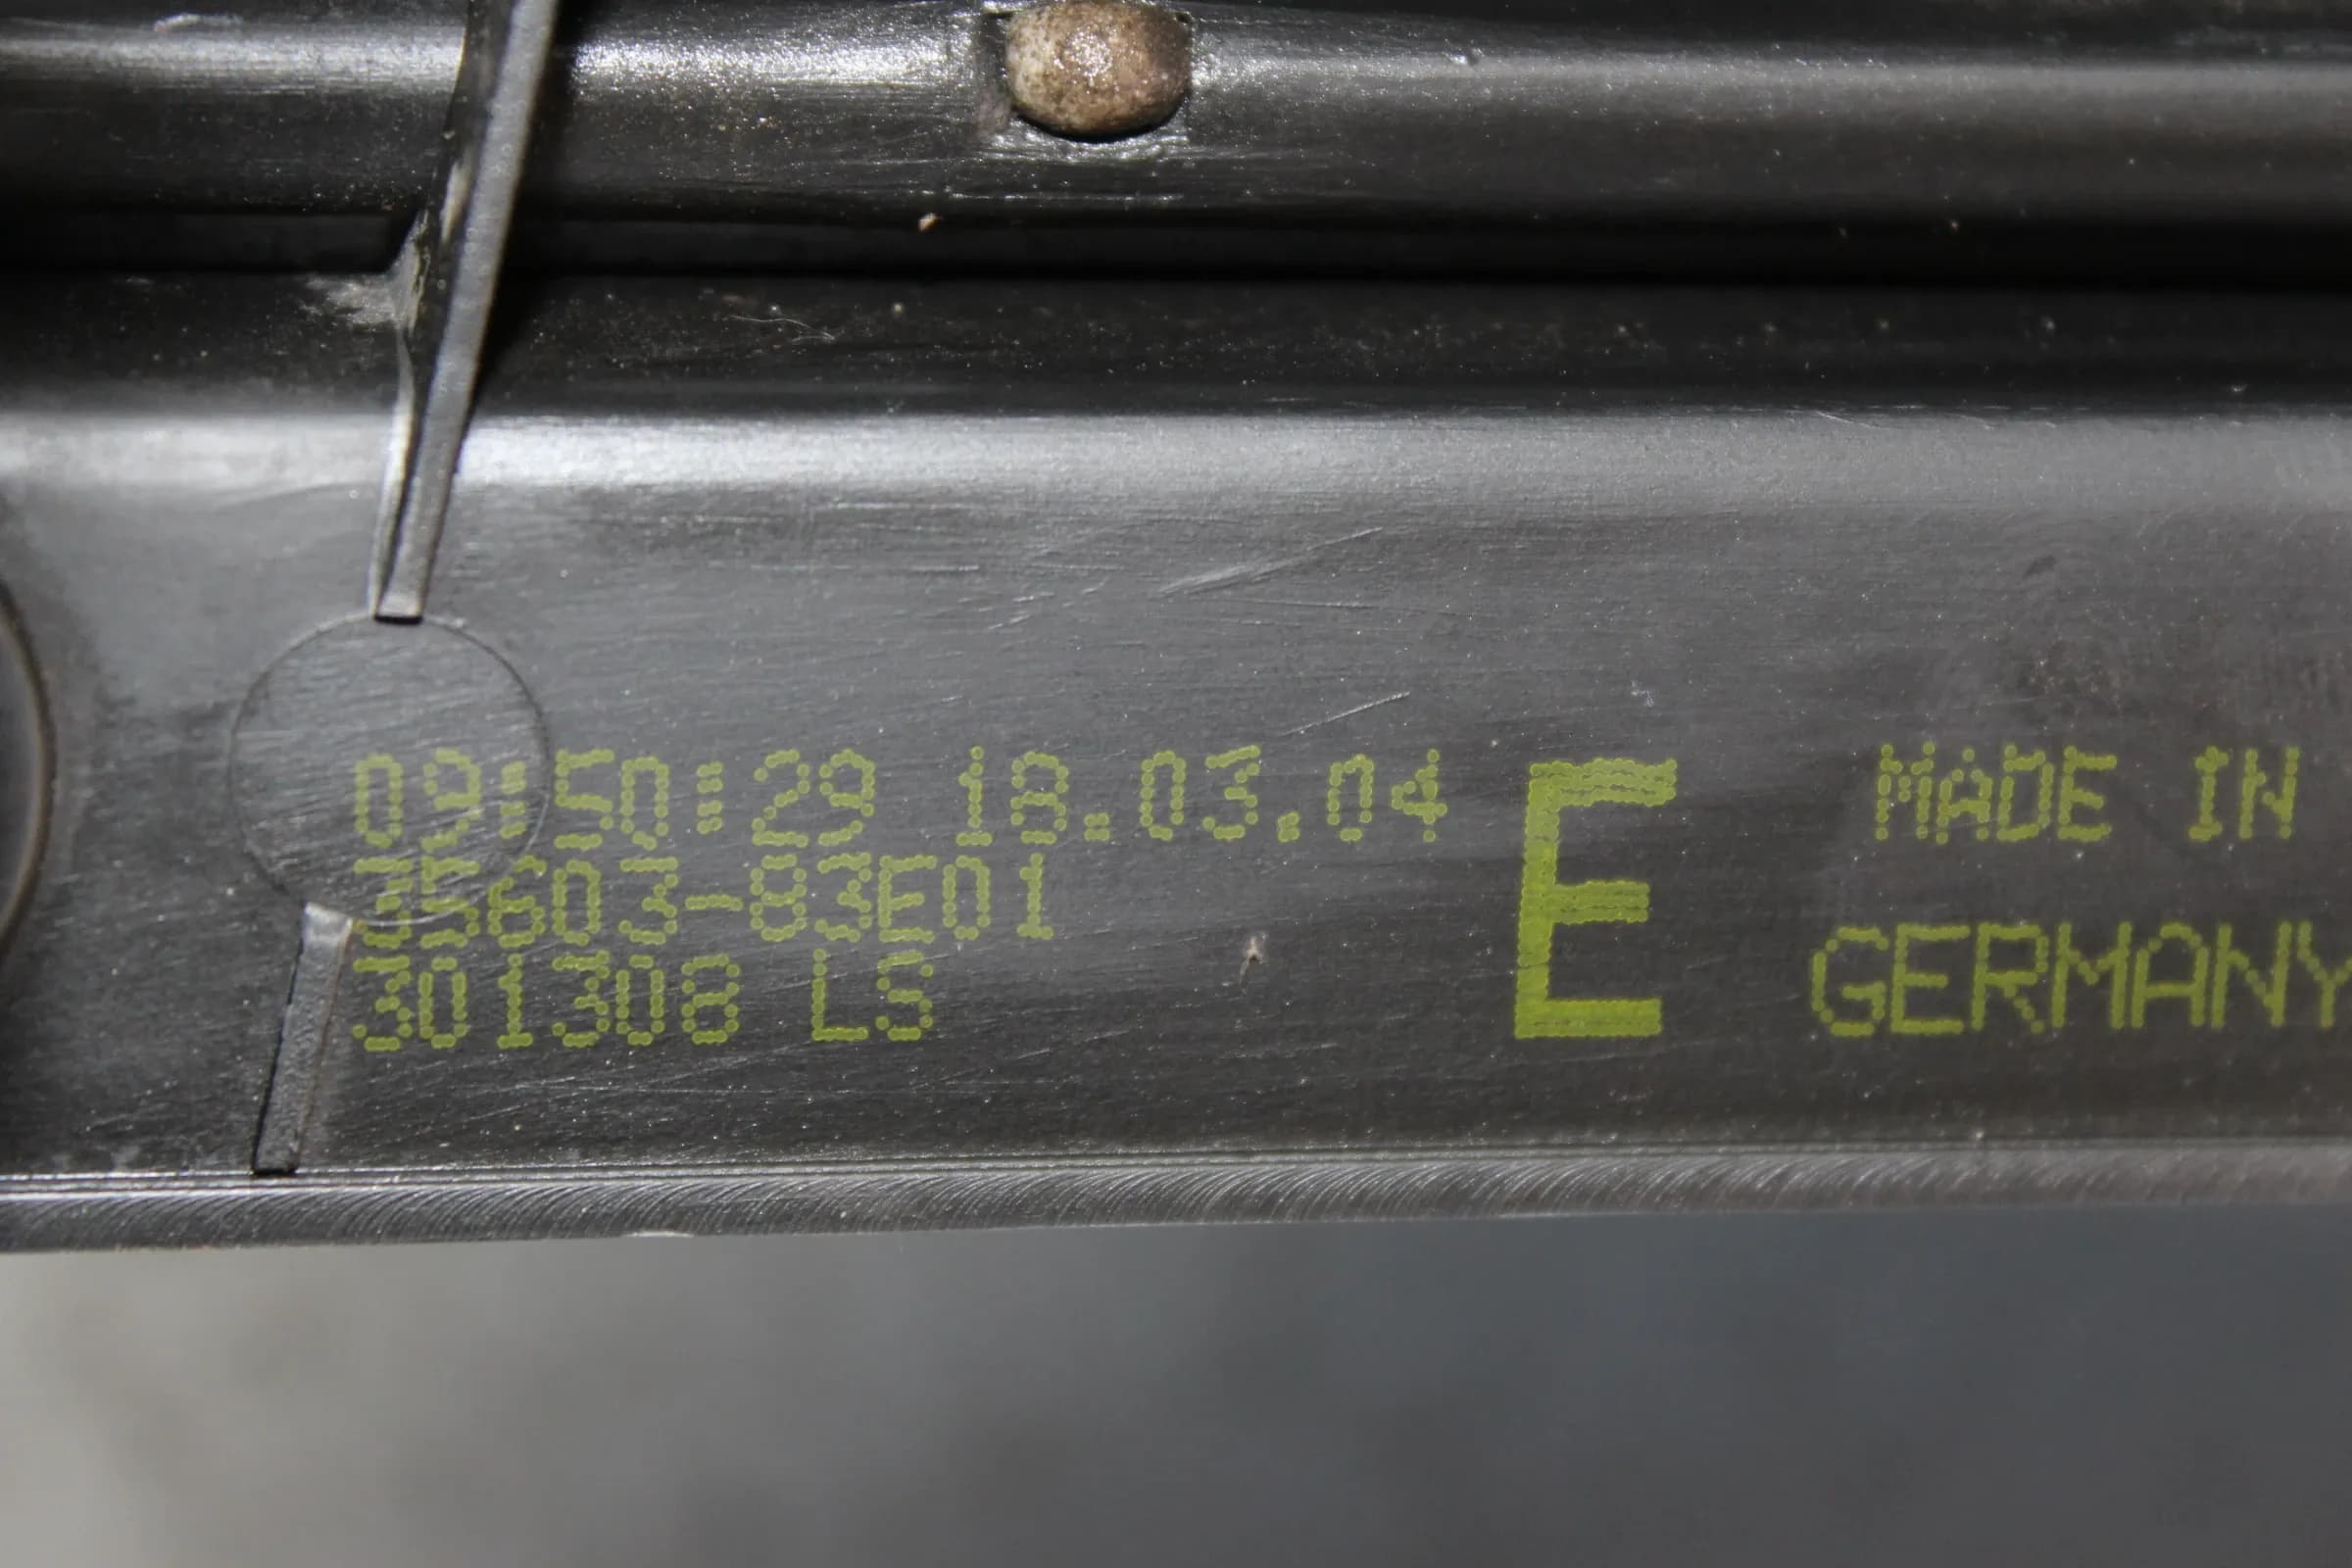 09:50:29 18.03.04
35603-83E01
301308 LS
E
MADE IN
GERMANY